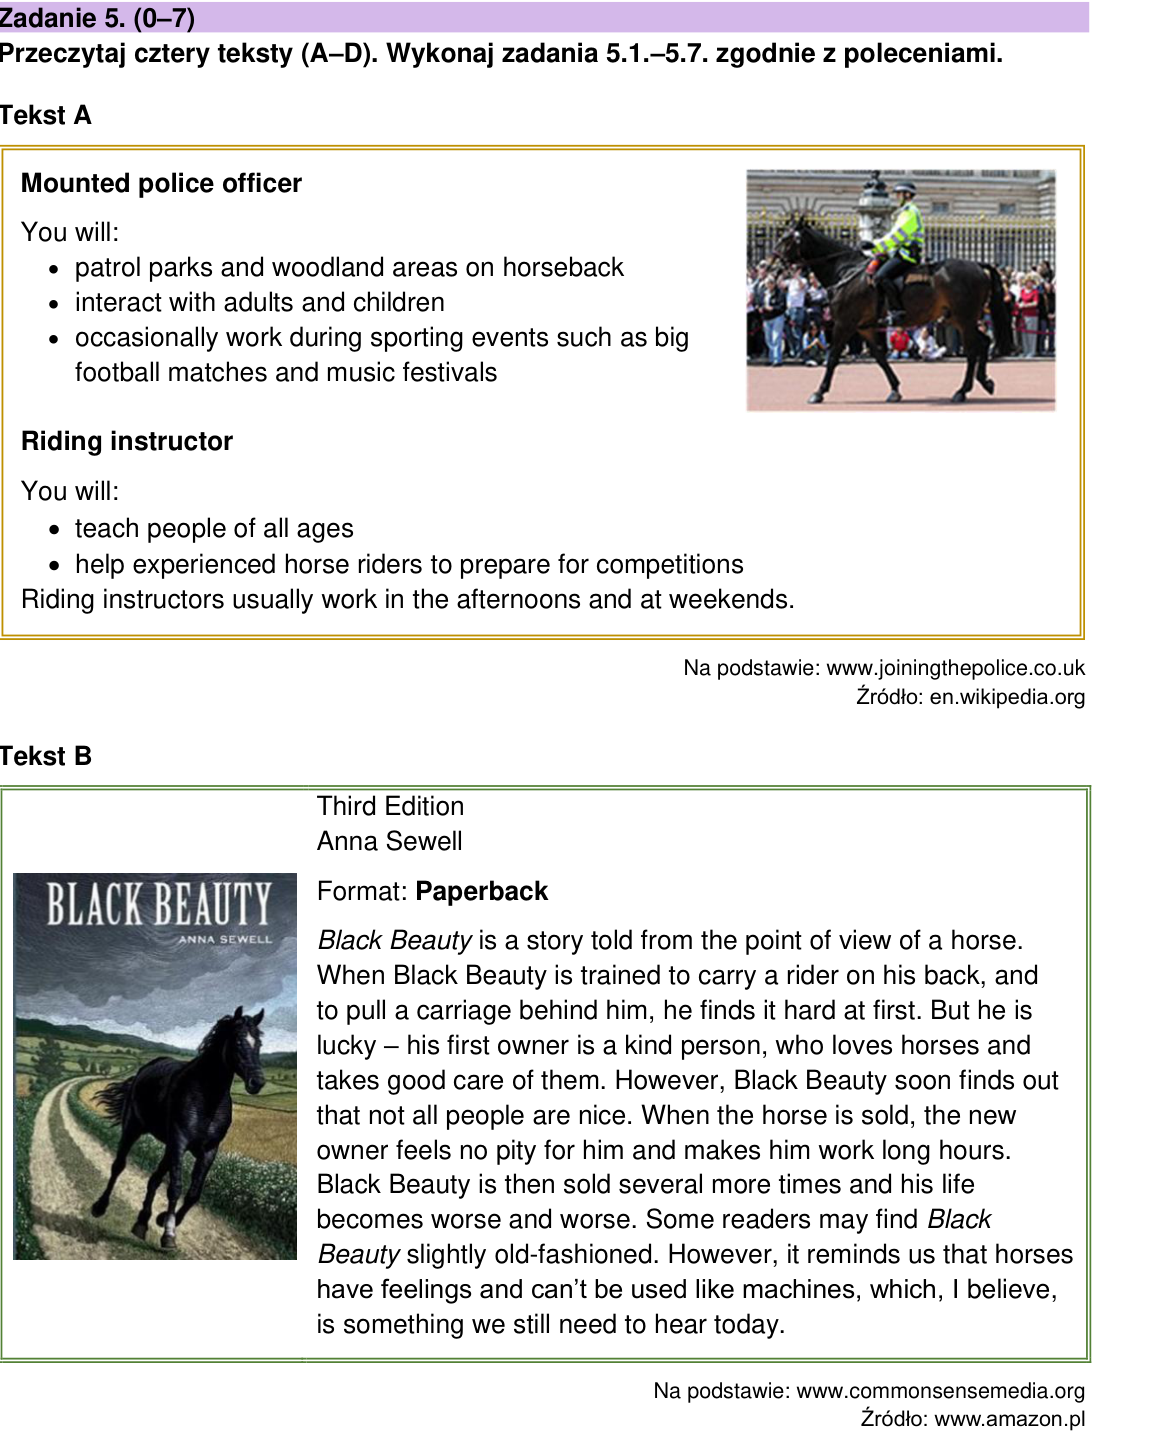 Zadanie 5. (0–7)
Przeczytaj cztery teksty (A–D). Wykonaj zadania 5.1.–5.7. zgodnie z poleceniami.
Tekst A
Mounted police officer
You will:
• patrol parks and woodland areas on horseback
• interact with adults and children
• occasionally work during sporting events such as big
football matches and music festivals
Riding instructor
You will:
• teach people of all ages
• help experienced horse riders to prepare for competitions
Riding instructors usually work in the afternoons and at weekends.
Na podstawie: www.joiningthepolice.co.uk
Źródło: en.wikipedia.org
Tekst B
BLACK BEAUTY
ANNA SEWELL
Third Edition
Anna Sewell
Format: Paperback
Black Beauty is a story told from the point of view of a horse.
When Black Beauty is trained to carry a rider on his back, and
to pull a carriage behind him, he finds it hard at first. But he is
lucky – his first owner is a kind person, who loves horses and
takes good care of them. However, Black Beauty soon finds out
that not all people are nice. When the horse is sold, the new
owner feels no pity for him and makes him work long hours.
Black Beauty is then sold several more times and his life
becomes worse and worse. Some readers may find Black
Beauty slightly old-fashioned. However, it reminds us that horses
have feelings and can’t be used like machines, which, I believe,
is something we still need to hear today.
Na podstawie: www.commonsensemedia.org
Źródło: www.amazon.pl